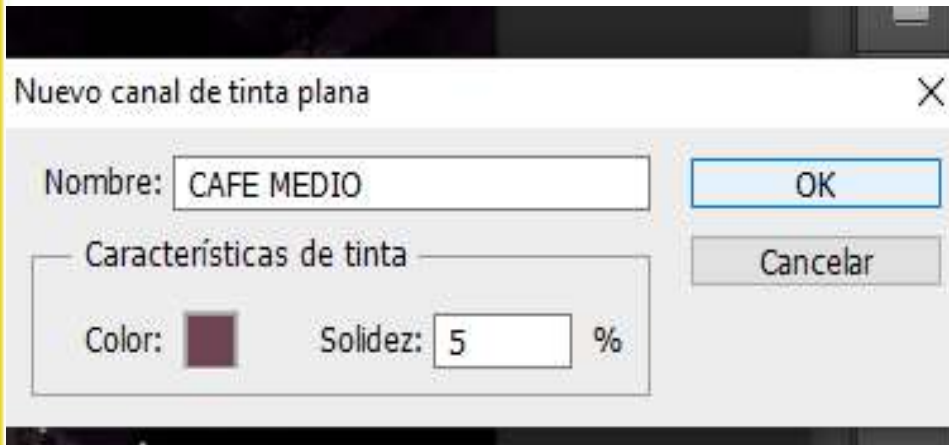 Nuevo canal de tinta plana
Nombre: CAFE MEDIO
OK
Características de tinta
Cancelar
Color: Solidez: 5 %